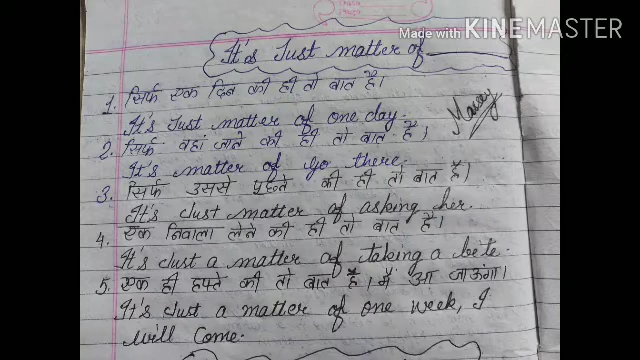 Made with KINEMASTER
It's Just matter of
1. सिर्फ एक दिन की ही तो बात है।
It's Just matter of one day.
2. सिर्फ वहां जाते की ही तो बात है।
It's matter of go there.
3. सिर्फ उससे पूछते की ही तो बात है।
It's Just matter of asking her.
4. एक निवाला लेने की ही तो बात है।
It's Just a matter of taking a bite.
5. एक ही हफ्ते की तो बात है। मैं आ जाऊंगा।
It's Just a matter of one week, I
will come.